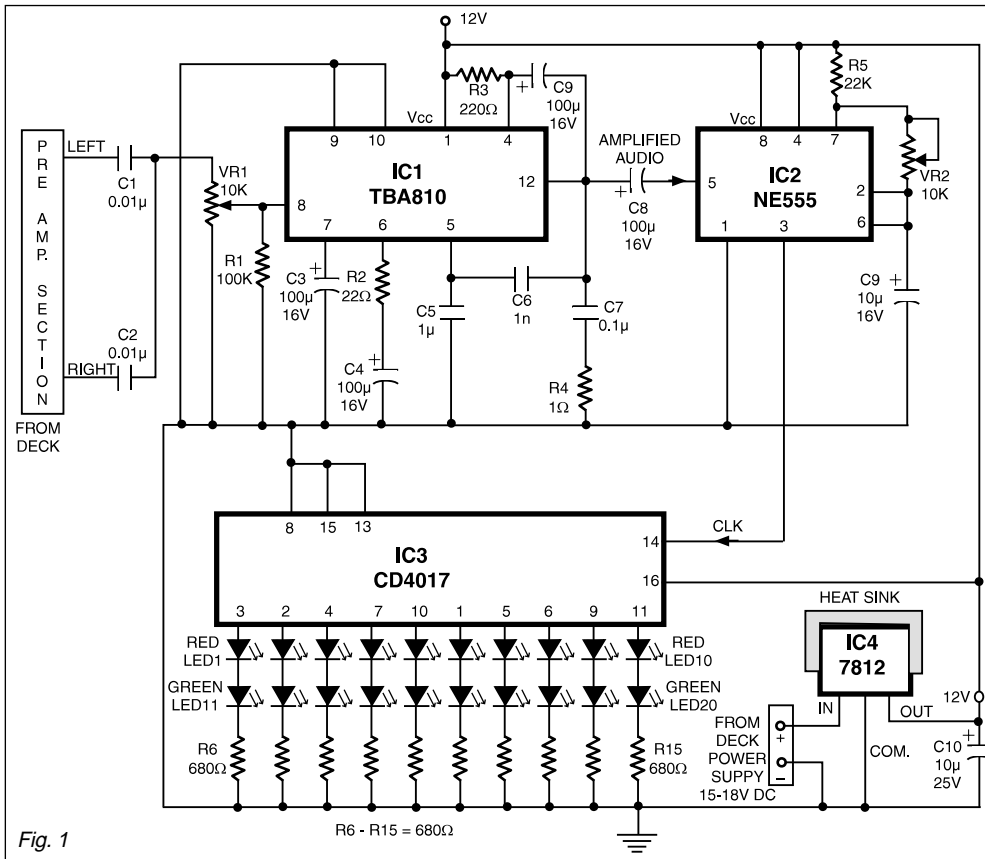 12V
R3
220Ω
C9
100µ
16V
R5
22K
PRE AMP. SECTION
LEFT
C1
0.01µ
VR1
10K
9
10
Vcc
1
4
IC1
TBA810
8
12
7
6
5
AMPLIFIED
AUDIO
C8
100µ
16V
Vcc
8
4
7
IC2
NE555
5
2
6
1
3
VR2
10K
R1
100K
C3
100µ
16V
R2
22Ω
C4
100µ
16V
C5
1µ
C6
1n
C7
0.1µ
R4
1Ω
C9
10µ
16V
C2
0.01µ
RIGHT
FROM
DECK
8
15
13
IC3
CD4017
14
CLK
16
3
2
4
7
10
1
5
6
9
11
RED
LED1
RED
LED10
GREEN
LED11
GREEN
LED20
R6
680Ω
R15
680Ω
HEAT SINK
IC4
7812
IN
OUT
COM.
12V
C10
10µ
25V
FROM
DECK
+
POWER
SUPPY
–
15-18V DC
R6 - R15 = 680Ω
Fig. 1